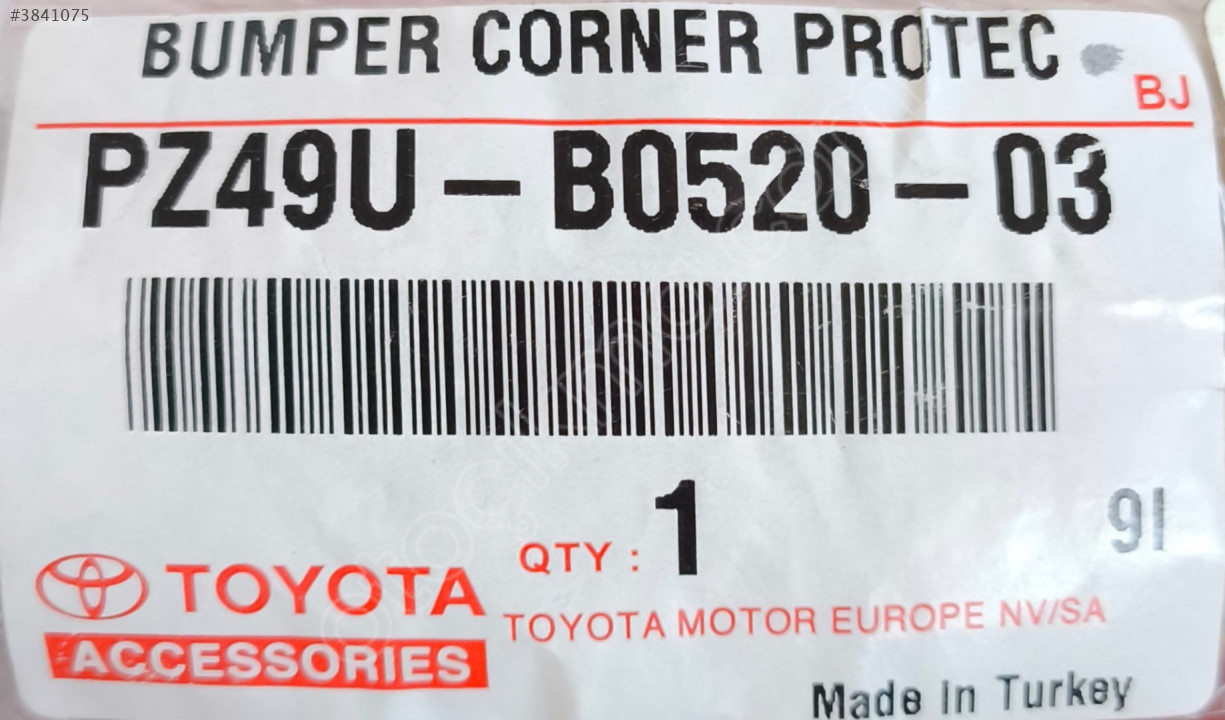 #3841075
BUMPER CORNER PROTEC
BJ
PZ49U-B0520-03
QTY : 1
9I
TOYOTA
ACCESSORIES
TOYOTA MOTOR EUROPE NV/SA
Made in Turkey